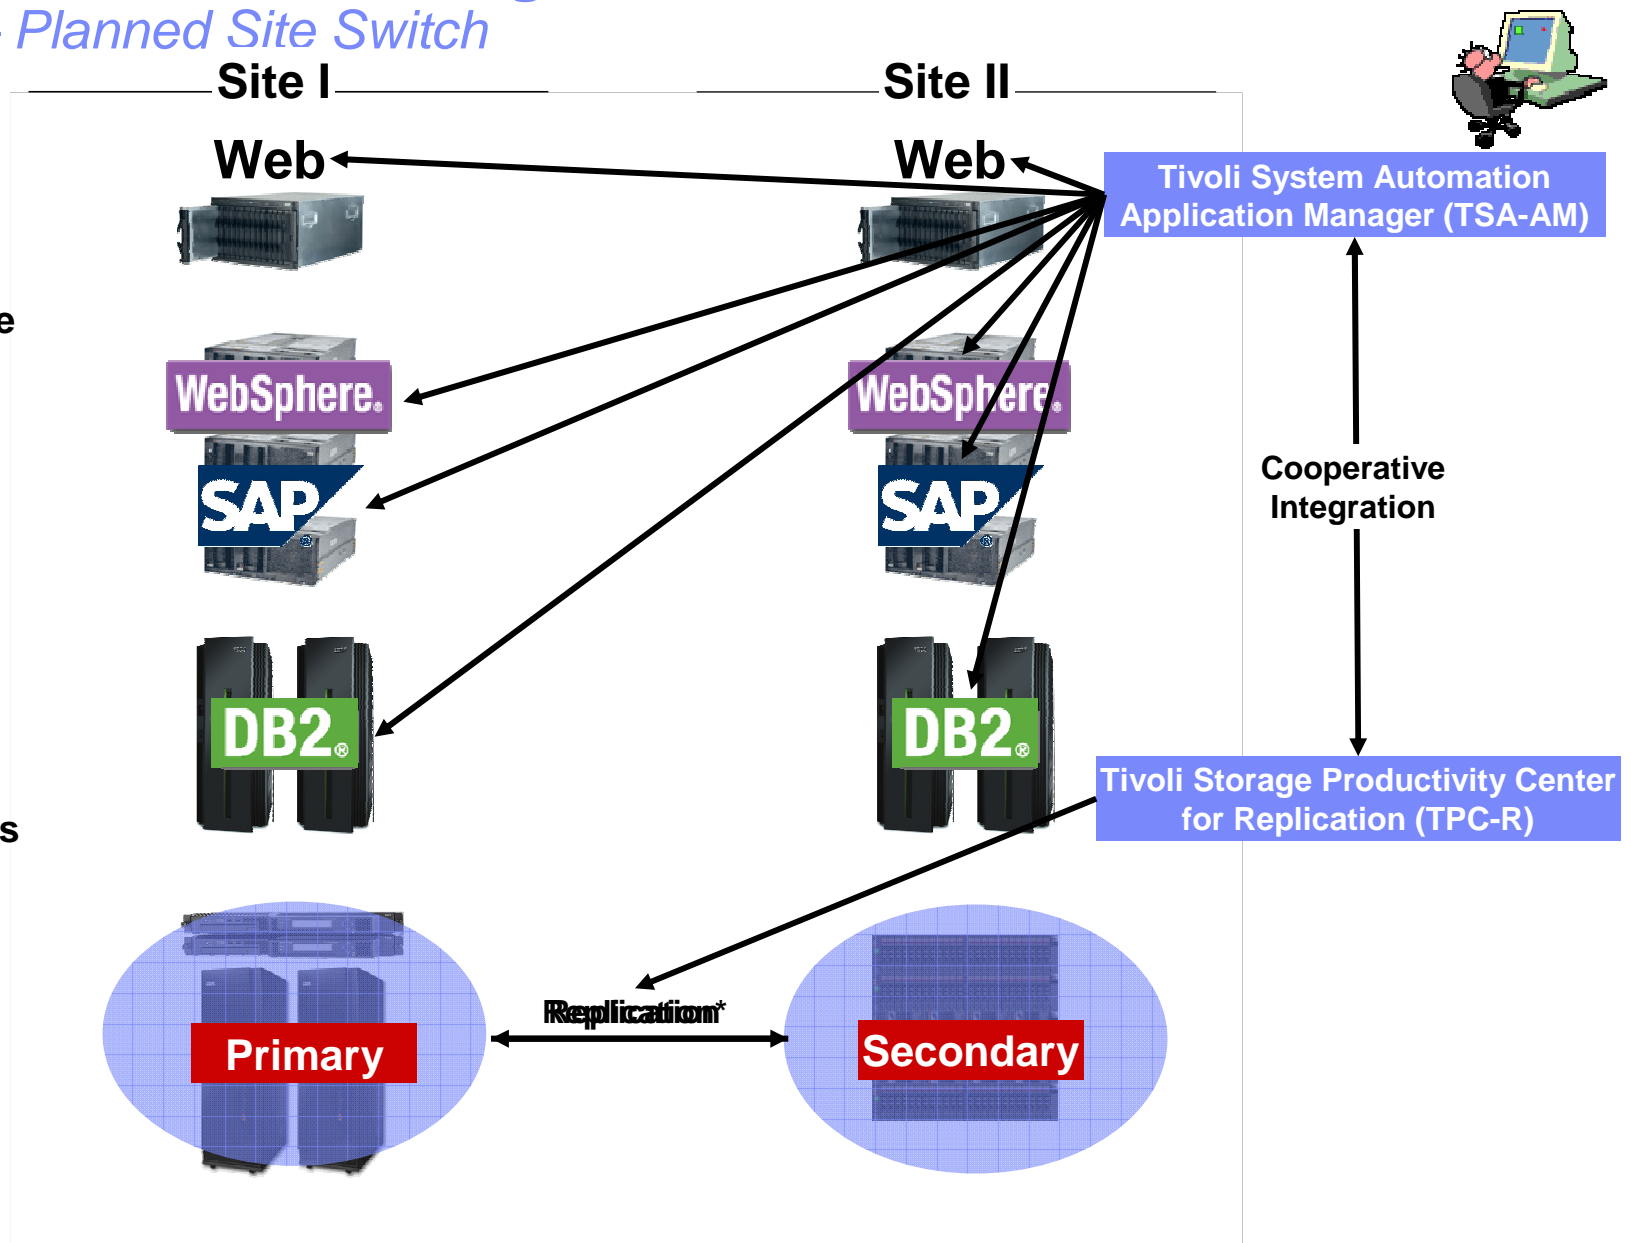 - Planned Site Switch
Site I
Site II
Web
Web
Tivoli System Automation
Application Manager (TSA-AM)
e
WebSphere®
WebSphere®
Cooperative
Integration
SAP®
SAP®
DB2®
DB2®
Tivoli Storage Productivity Center
for Replication (TPC-R)
s
Replication*
Primary
Secondary